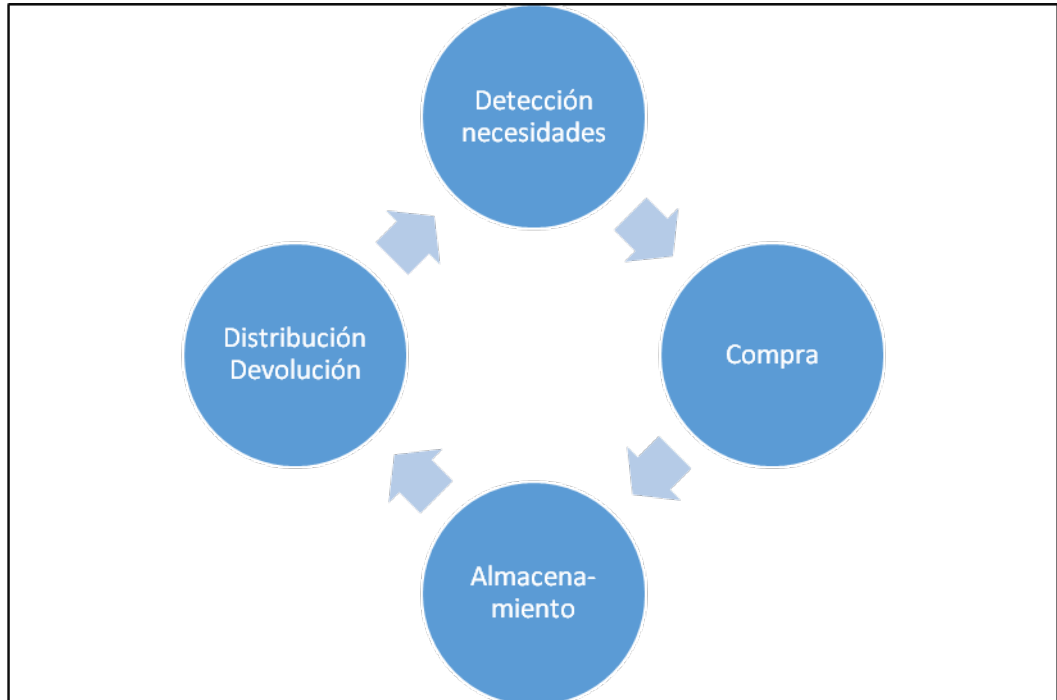 Detección
necesidades
Compra
Almacena-
miento
Distribución
Devolución